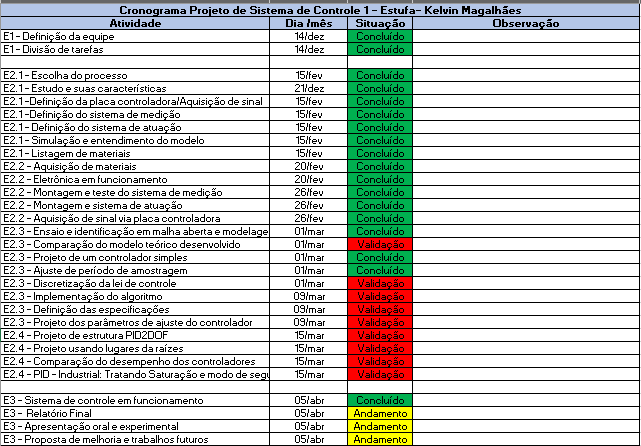 Cronograma Projeto de Sistema de Controle 1 - Estufa- Kelvin Magalhães
Atividade Dia /mês Situação Observação
E1- Definição da equipe 14/dez Concluído
E1 - Divisão de tarefas 14/dez Concluído
E2.1 - Escolha do processo 15/fev Concluído
E2.1 - Estudo e suas características 21/dez Concluído
E2.1 -Definição da placa controladora/Aquisição de sinal 15/fev Concluído
E2.1 -Definição do sistema de medição 15/fev Concluído
E2.1 - Definição do sistema de atuação 15/fev Concluído
E2.1 - Simulação e entendimento do modelo 15/fev Concluído
E2.1 - Listagem de materiais 15/fev Concluído
E2.2 - Aquisição de materiais 20/fev Concluído
E2.2 - Eletrônica em funcionamento 20/fev Concluído
E2.2 - Montagem e teste do sistema de medição 26/fev Concluído
E2.2 - Montagem e sistema de atuação 26/fev Concluído
E2.2 - Aquisição de sinal via placa controladora 26/fev Concluído
E2.3 - Ensaio e identificação em malha aberta e modelage 01/mar Concluído
E2.3 - Comparação do modelo teórico desenvolvido 01/mar Validação
E2.3 - Projeto de um controlador simples 01/mar Concluído
E2.3 - Ajuste de período de amostragem 01/mar Concluído
E2.3 - Discretização da lei de controle 01/mar Validação
E2.3 - Implementação do algoritmo 09/mar Validação
E2.3 - Definição das especificações 09/mar Validação
E2.3 - Projeto dos parâmetros de ajuste do controlador 09/mar Validação
E2.4 - Projeto de estrutura PID2DOF 15/mar Validação
E2.4 - Projeto usando lugares da raízes 15/mar Validação
E2.4 - Comparação do desempenho dos controladores 15/mar Validação
E2.4 - PID - Industrial: Tratando Saturação e modo de segu 15/mar Validação
E3 - Sistema de controle em funcionamento 05/abr Concluído
E3 - Relatório Final 05/abr Andamento
E3 - Apresentação oral e experimental 05/abr Andamento
E3 - Proposta de melhoria e trabalhos futuros 05/abr Andamento